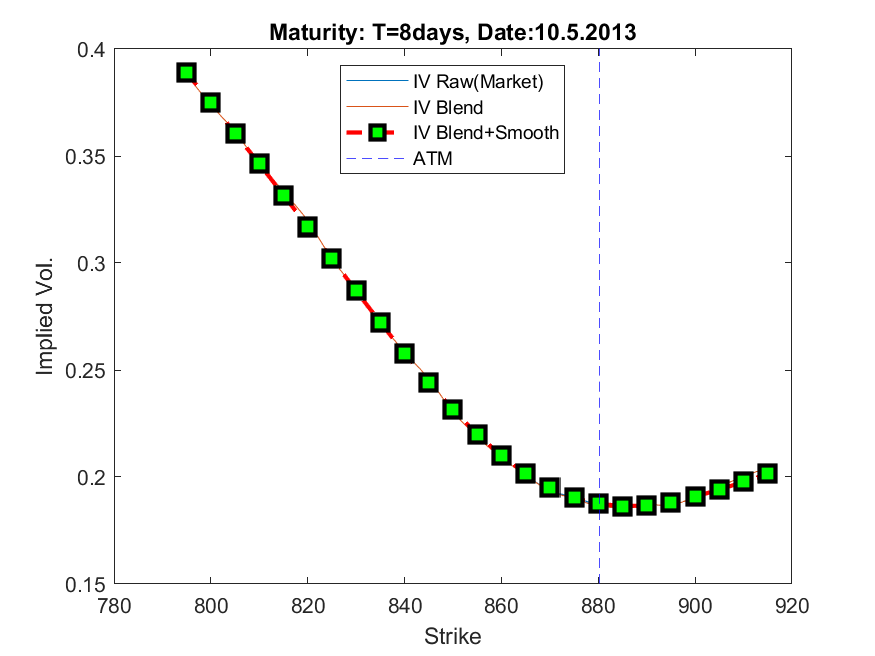 Maturity: T=8days, Date:10.5.2013
0.4
IV Raw(Market)
IV Blend
IV Blend+Smooth
ATM
0.35
0.3
Implied Vol.
0.25
0.2
0.15
780 800 820 840 860 880 900 920
Strike